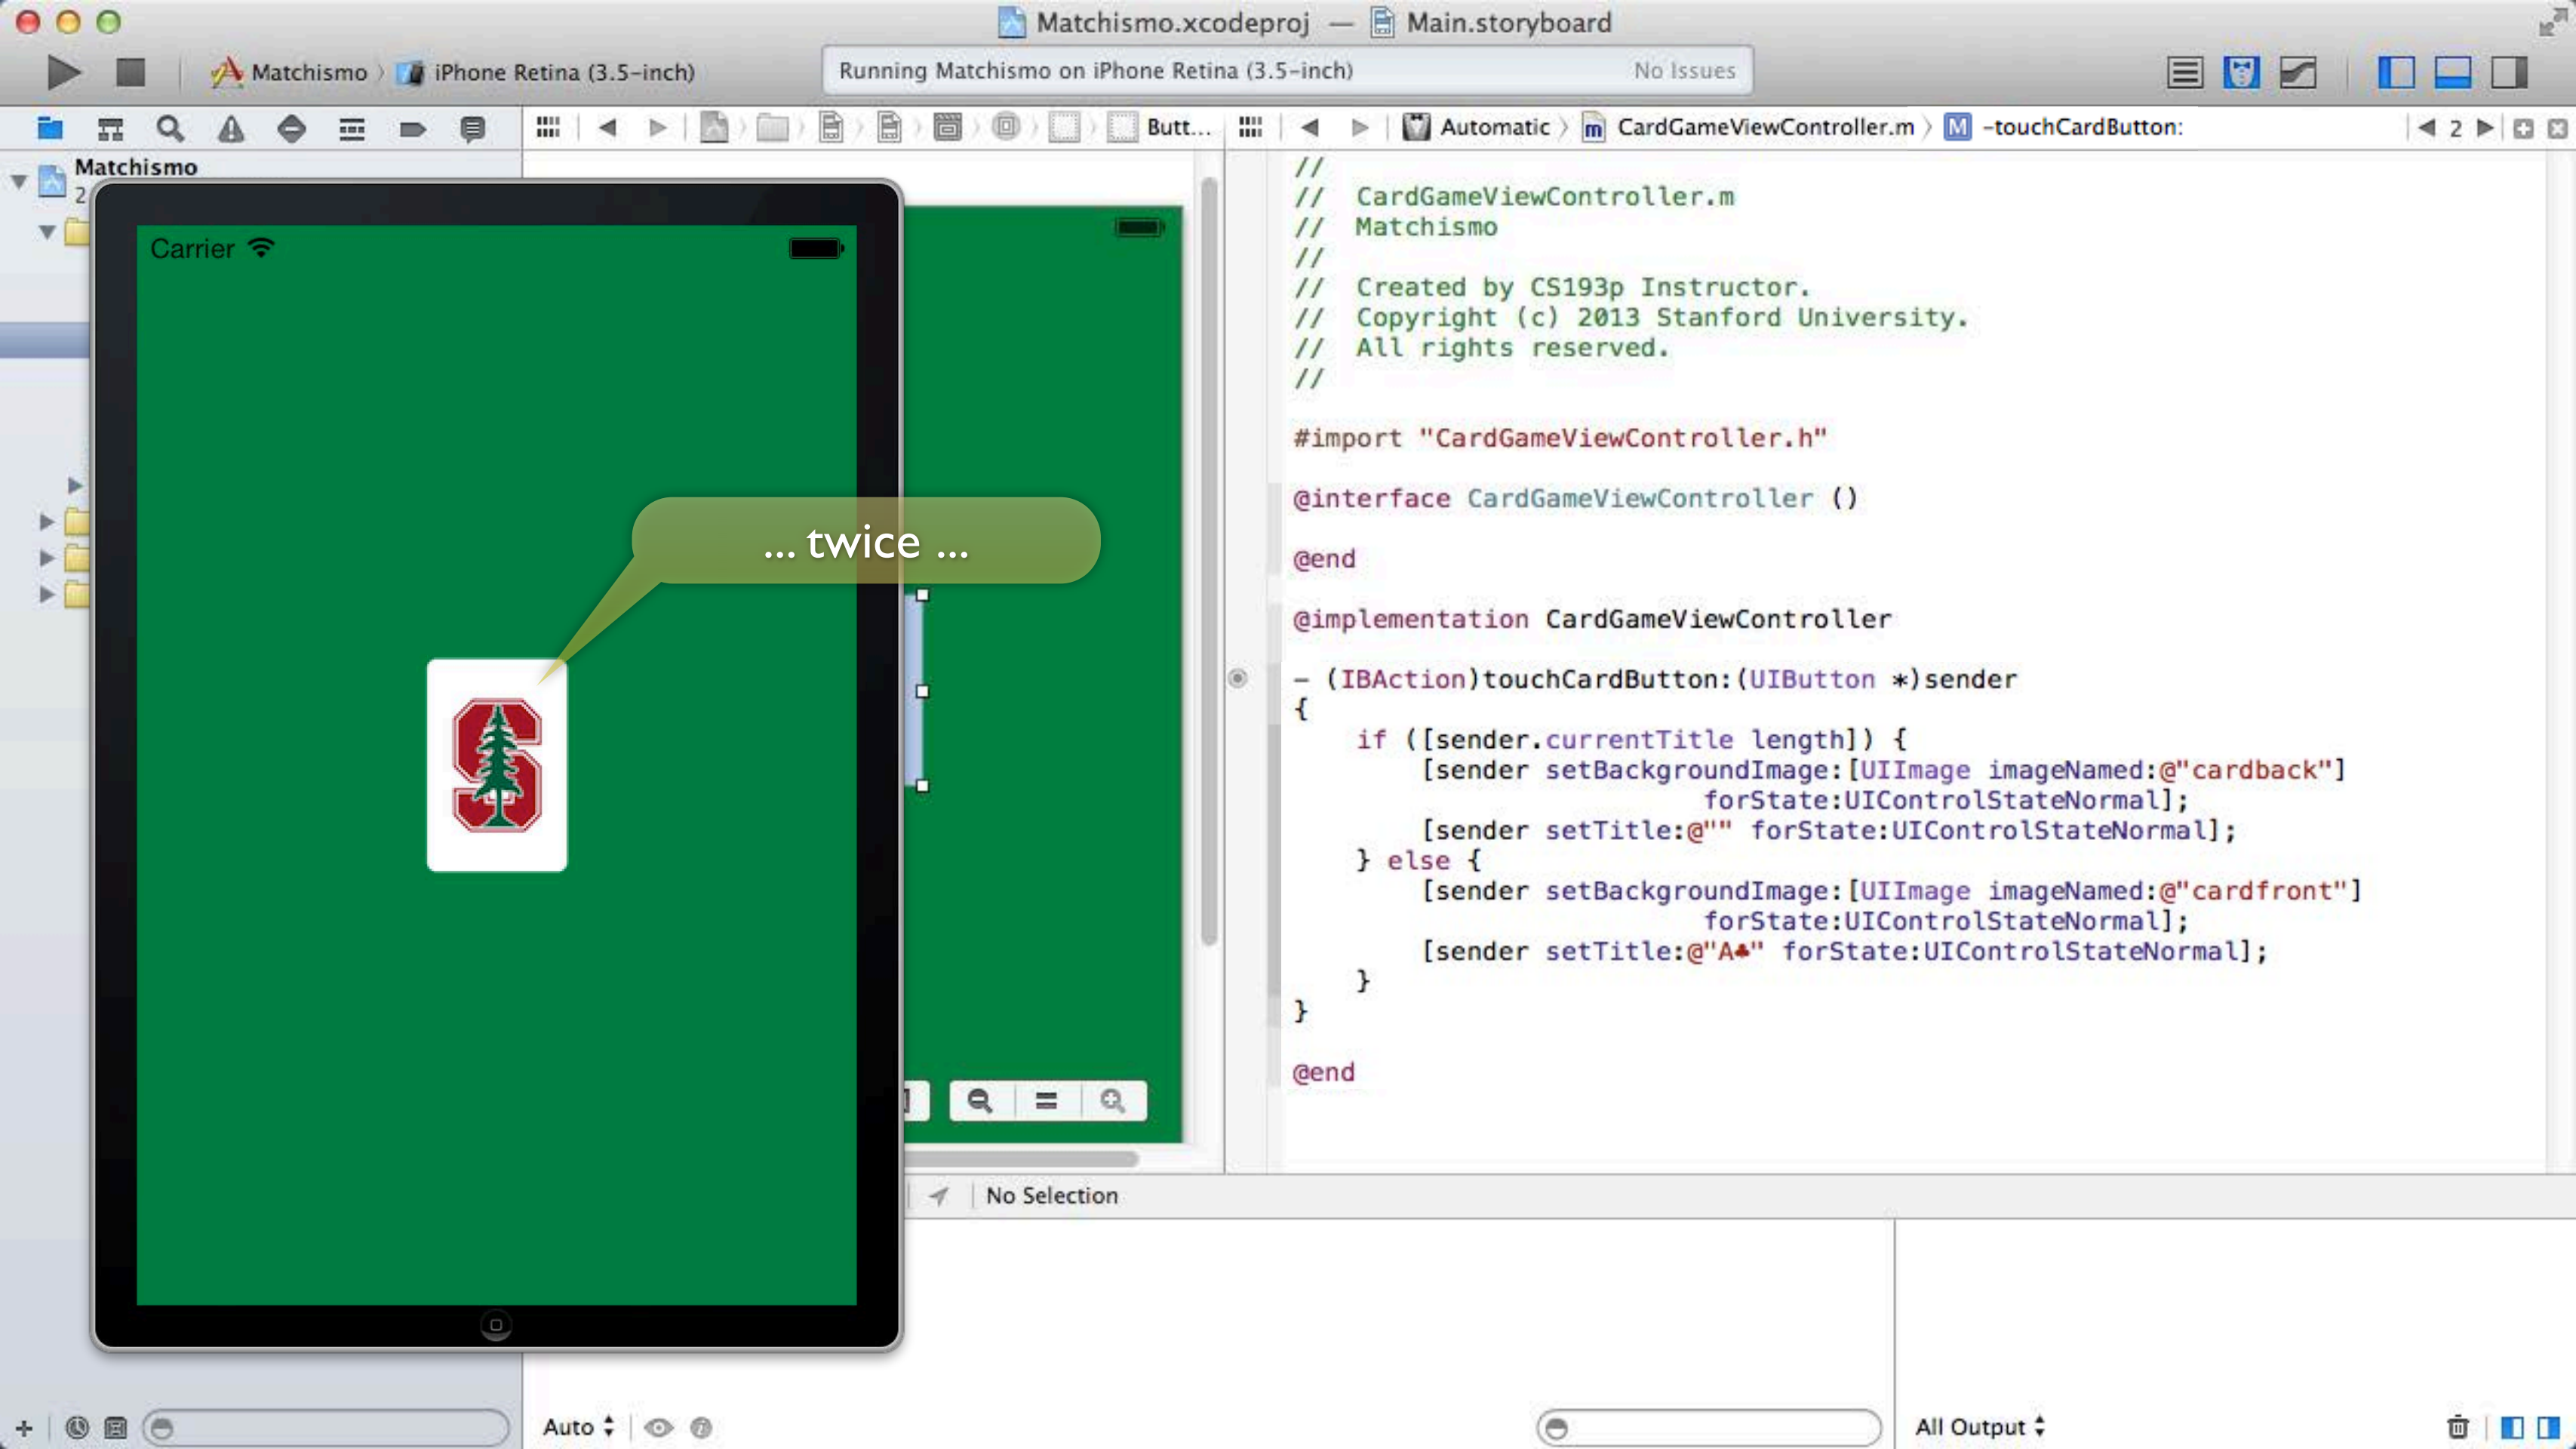 Matchismo.xcodeproj — Main.storyboard
Matchismo
iPhone Retina (3.5-inch)
Running Matchismo on iPhone Retina (3.5-inch)
No Issues
Butt...
Automatic
CardGameViewController.m
M
-touchCardButton:
2
Matchismo
2
Carrier
... twice ...
//
//  CardGameViewController.m
//  Matchismo
//
//  Created by CS193p Instructor.
//  Copyright (c) 2013 Stanford University.
//  All rights reserved.
//
#import "CardGameViewController.h"
@interface CardGameViewController ()
@end
@implementation CardGameViewController
- (IBAction)touchCardButton:(UIButton *)sender
{
    if ([sender.currentTitle length]) {
        [sender setBackgroundImage:[UIImage imageNamed:@"cardback"]
                          forState:UIControlStateNormal];
        [sender setTitle:@"" forState:UIControlStateNormal];
    } else {
        [sender setBackgroundImage:[UIImage imageNamed:@"cardfront"]
                          forState:UIControlStateNormal];
        [sender setTitle:@"A♣" forState:UIControlStateNormal];
    }
}
@end
No Selection
Auto
All Output